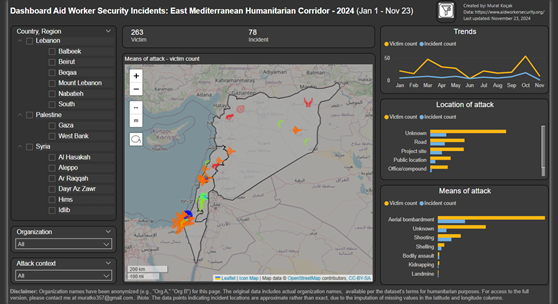 Dashboard Aid Worker Security Incidents: East Mediterranean Humanitarian Corridor - 2024 (Jan 1 - Nov 23)
Created by: Murat Koçak
Data: https://www.aidworkersecurity.org/
Last updated: November 23, 2024
Country, Region
Lebanon
Balbeek
Beirut
Beqaa
Mount Lebanon
Nabatieh
South
Palestine
Gaza
West Bank
Syria
Al Hasakah
Aleppo
Ar Raqqah
Dayr Az Zawr
Hims
Idlib
Organization
All
Attack context
All
263
Victim
78
Incident
Means of attack - victim count
Adana
Gaziantep
Mardin
200 km
100 mi
Leaflet | Icon Map | Map data © OpenStreetMap contributors, CC-BY-SA
Trends
Victim count Incident count
50
0
Jan Feb Mar Apr May Jun Jul Aug Sep Oct Nov
Location of attack
Victim count Incident count
Unknown
Road
Project site
Public location
Office/compound
Means of attack
Victim count Incident count
Aerial bombardment
Unknown
Shooting
Shelling
Bodily assault
Kidnapping
Landmine
Disclaimer: Organization names have been anonymized (e.g., "Org A," "Org B") for this page. The original data includes actual organization names, available per the dataset's terms for humanitarian purposes. For access to the full
version, please contact me at muratko357@gmail.com. Note: The data points indicating incident locations are approximate rather than exact, due to the imputation of missing values in the latitude and longitude columns.